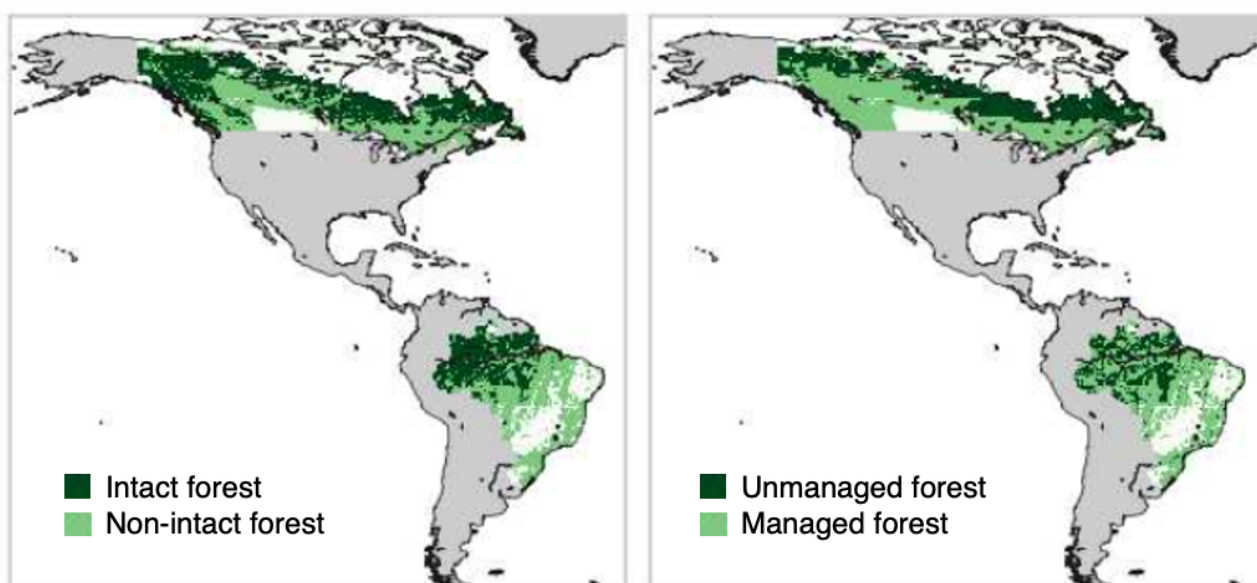 Intact forest
Non-intact forest
Unmanaged forest
Managed forest